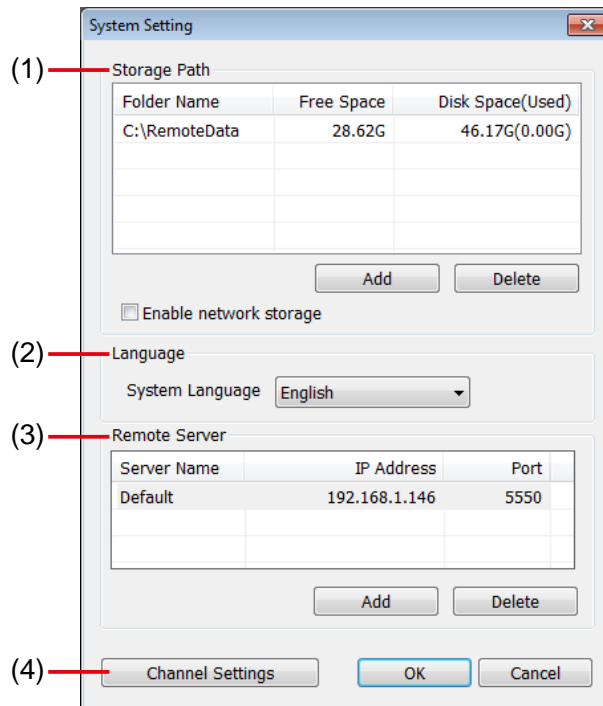 System Setting
(1) Storage Path
Folder Name Free Space Disk Space(Used)
C:\RemoteData 28.62G 46.17G(0.00G)
Add Delete
Enable network storage
(2) Language
System Language English
(3) Remote Server
Server Name IP Address Port
Default 192.168.1.146 5550
Add Delete
(4) Channel Settings OK Cancel